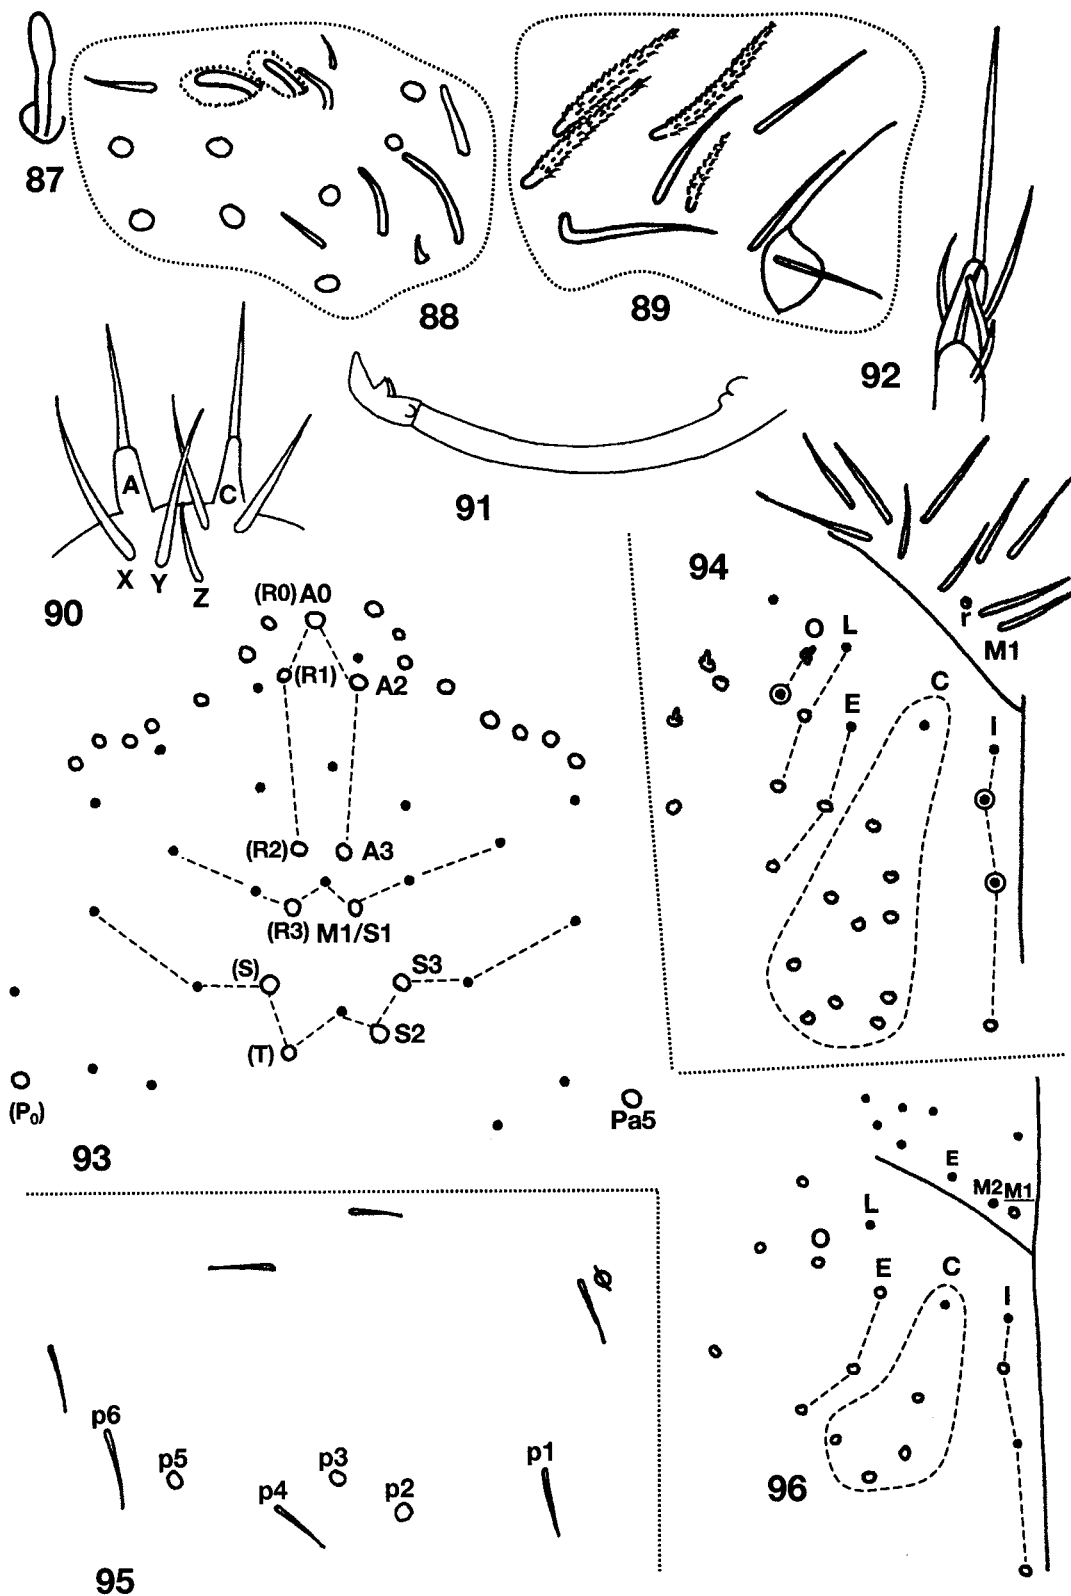 87
88
89
92
A
C
X
Y
Z
90
91
94
O
L
E
C
I
r
M1
(R0) A0
(R1)
A2
(R2)
A3
(R3) M1/S1
(S)
S3
S2
(T)
(P₀)
Pa5
93
ø
p6
p5
p4
p3
p2
p1
95
E
M2 M1
L
O
E
C
I
96